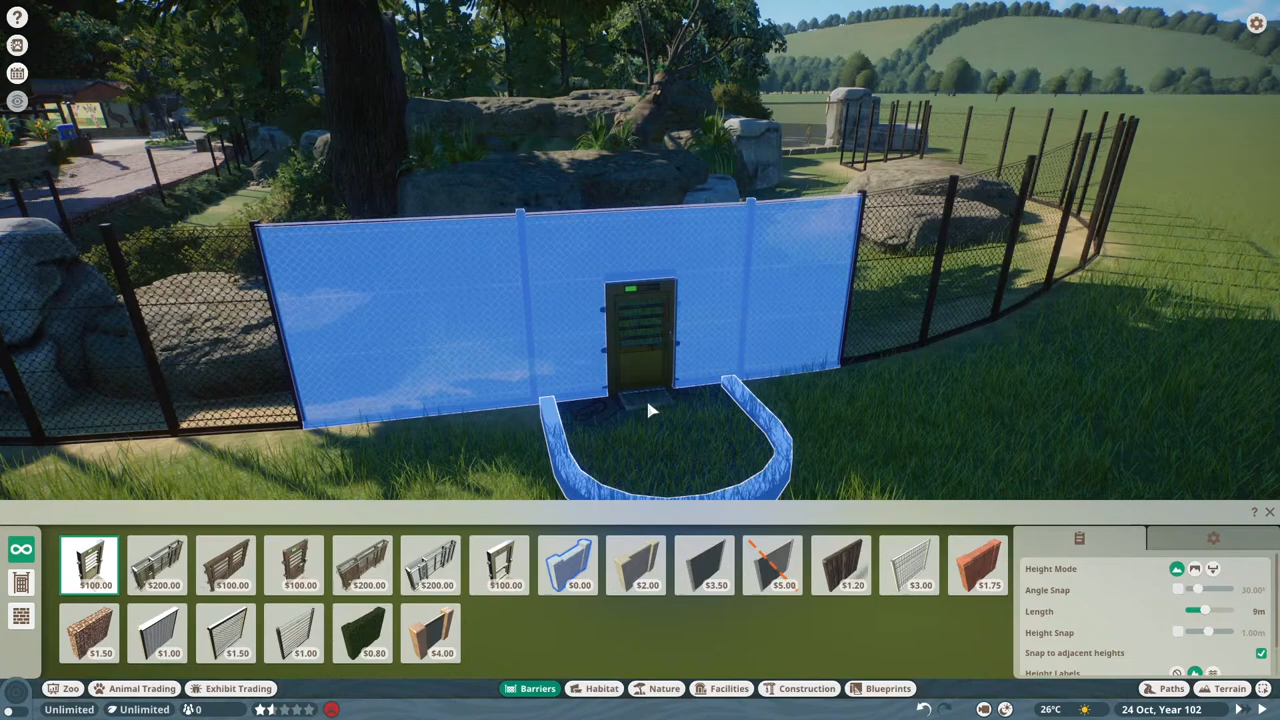 ?
? ×
$100.00 $200.00 $100.00 $100.00 $200.00 $200.00 $100.00 $0.00 $2.00 $3.50 $5.00 $1.20 $3.00 $1.75
$1.50 $1.00 $1.50 $1.00 $0.80 $4.00
Height Mode
Angle Snap 30.00°
Length 9m
Height Snap 1.00m
Snap to adjacent heights
Height Labels
Zoo Animal Trading Exhibit Trading Barriers Habitat Nature Facilities Construction Blueprints Paths Terrain
Unlimited Unlimited 0 26°C 24 Oct, Year 102